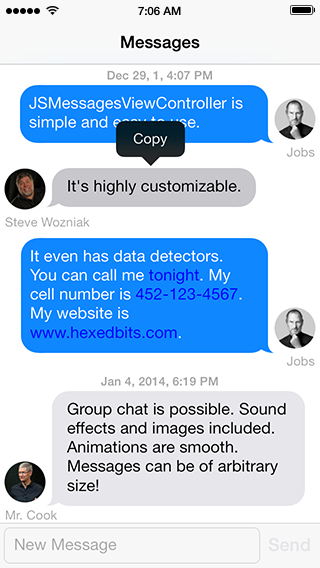 7:06 AM
Messages
Dec 29, 1, 4:07 PM
JSMessagesViewController is
simple and easy to use.
Jobs
Copy
It's highly customizable.
Steve Wozniak
It even has data detectors.
You can call me tonight. My
cell number is 452-123-4567.
My website is
www.hexedbits.com.
Jobs
Jan 4, 2014, 6:19 PM
Group chat is possible. Sound
effects and images included.
Animations are smooth.
Messages can be of arbitrary
size!
Mr. Cook
New Message
Send